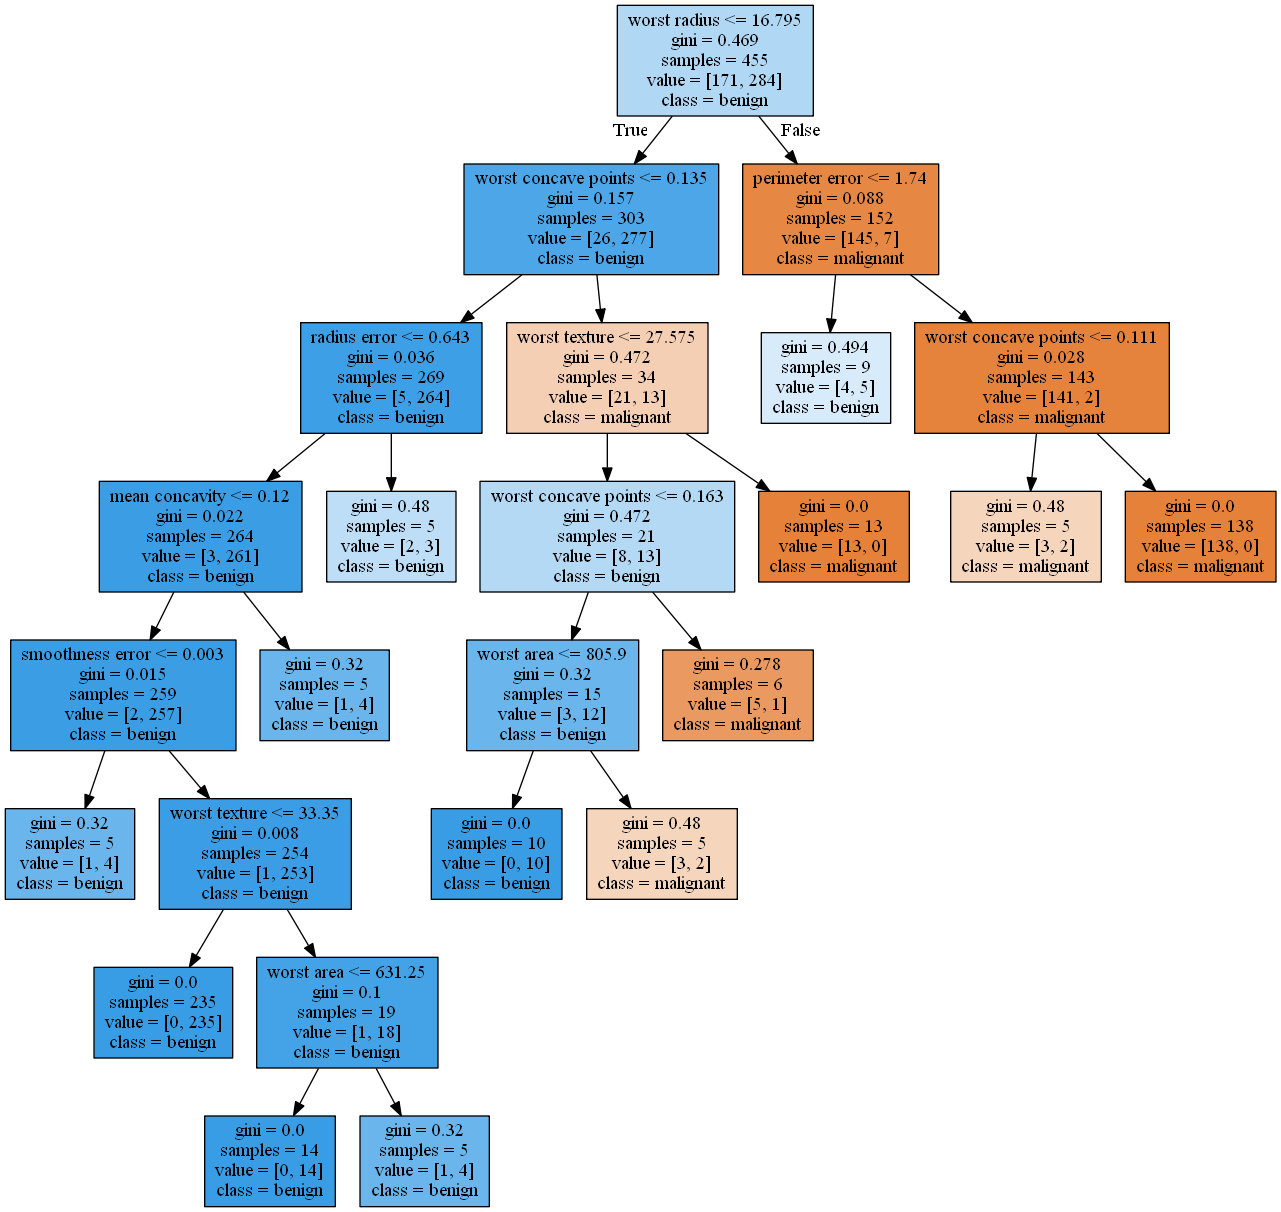 worst radius <= 16.795
gini = 0.469
samples = 455
value = [171, 284]
class = benign
True
False
worst concave points <= 0.135
gini = 0.157
samples = 303
value = [26, 277]
class = benign
perimeter error <= 1.74
gini = 0.088
samples = 152
value = [145, 7]
class = malignant
radius error <= 0.643
gini = 0.036
samples = 269
value = [5, 264]
class = benign
worst texture <= 27.575
gini = 0.472
samples = 34
value = [21, 13]
class = malignant
gini = 0.494
samples = 9
value = [4, 5]
class = benign
worst concave points <= 0.111
gini = 0.028
samples = 143
value = [141, 2]
class = malignant
mean concavity <= 0.12
gini = 0.022
samples = 264
value = [3, 261]
class = benign
gini = 0.48
samples = 5
value = [2, 3]
class = benign
worst concave points <= 0.163
gini = 0.472
samples = 21
value = [8, 13]
class = benign
gini = 0.0
samples = 13
value = [13, 0]
class = malignant
gini = 0.48
samples = 5
value = [3, 2]
class = malignant
gini = 0.0
samples = 138
value = [138, 0]
class = malignant
smoothness error <= 0.003
gini = 0.015
samples = 259
value = [2, 257]
class = benign
gini = 0.32
samples = 5
value = [1, 4]
class = benign
worst area <= 805.9
gini = 0.32
samples = 15
value = [3, 12]
class = benign
gini = 0.278
samples = 6
value = [5, 1]
class = malignant
gini = 0.32
samples = 5
value = [1, 4]
class = benign
worst texture <= 33.35
gini = 0.008
samples = 254
value = [1, 253]
class = benign
gini = 0.0
samples = 10
value = [0, 10]
class = benign
gini = 0.48
samples = 5
value = [3, 2]
class = malignant
gini = 0.0
samples = 235
value = [0, 235]
class = benign
worst area <= 631.25
gini = 0.1
samples = 19
value = [1, 18]
class = benign
gini = 0.0
samples = 14
value = [0, 14]
class = benign
gini = 0.32
samples = 5
value = [1, 4]
class = benign